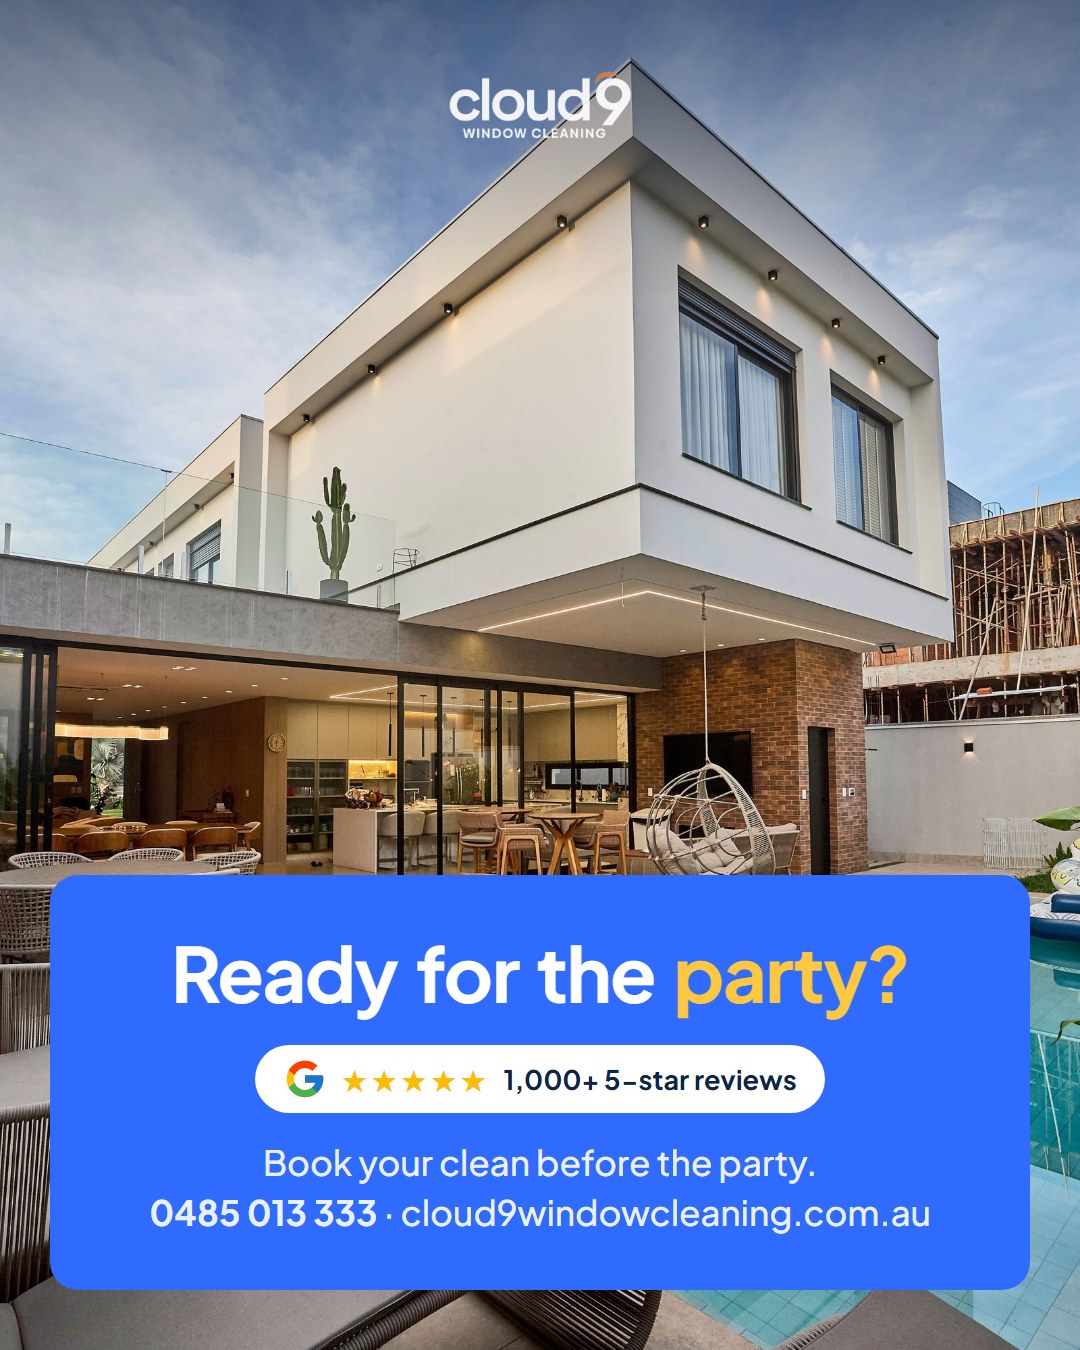 cloud9
WINDOW CLEANING
Ready for the party?
G ★★★★★ 1,000+ 5-star reviews
Book your clean before the party.
0485 013 333 · cloud9windowcleaning.com.au